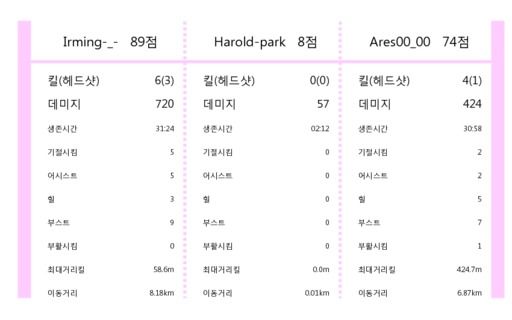 Irming-_- 89점 Harold-park 8점 Ares00_00 74점
킬(헤드샷) 6(3) 킬(헤드샷) 0(0) 킬(헤드샷) 4(1)
데미지 720 데미지 57 데미지 424
생존시간 31:24 생존시간 02:12 생존시간 30:58
기절시킴 5 기절시킴 0 기절시킴 2
어시스트 5 어시스트 0 어시스트 2
힐 3 힐 0 힐 5
부스트 9 부스트 0 부스트 7
부활시킴 0 부활시킴 0 부활시킴 1
최대거리킬 58.6m 최대거리킬 0.0m 최대거리킬 424.7m
이동거리 8.18km 이동거리 0.01km 이동거리 6.87km